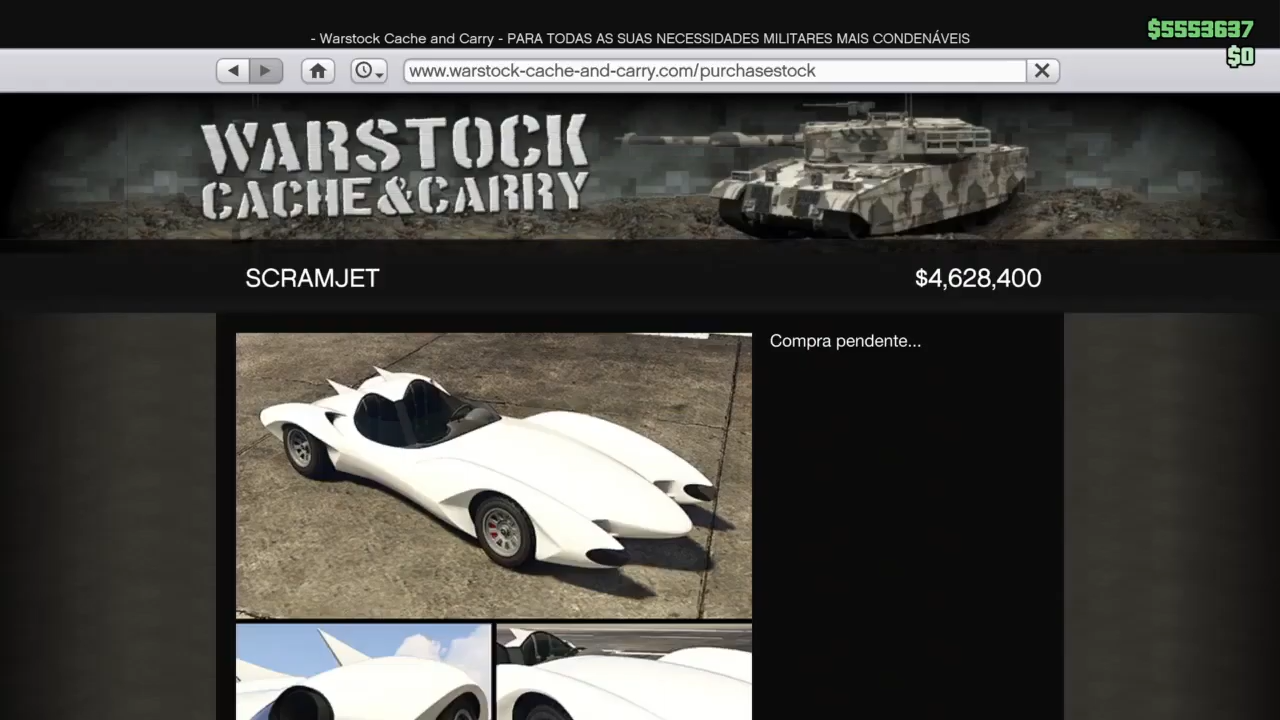 - Warstock Cache and Carry - PARA TODAS AS SUAS NECESSIDADES MILITARES MAIS CONDENÁVEIS
$5553637
$0
www.warstock-cache-and-carry.com/purchasestock
WARSTOCK
CACHE&CARRY
SCRAMJET
$4,628,400
Compra pendente...